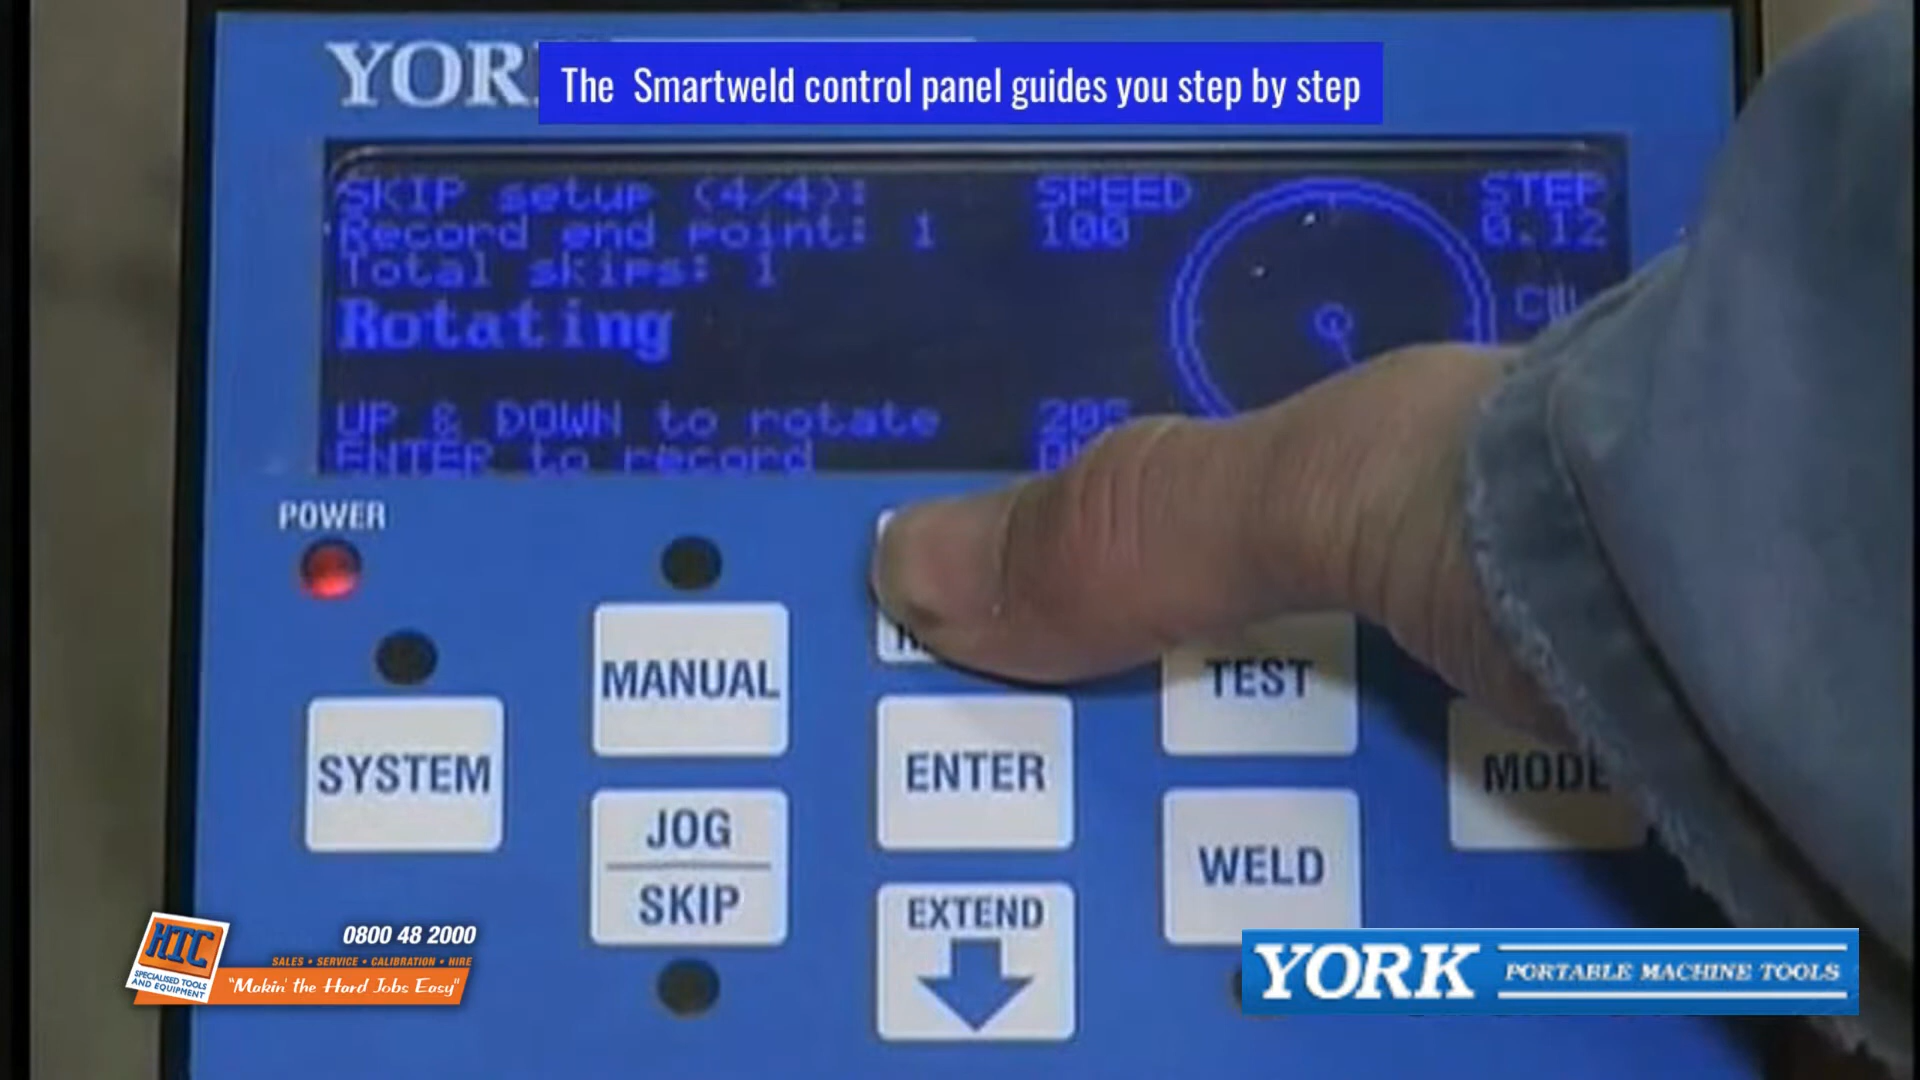 The Smartweld control panel guides you step by step
SKIP setup (4/4):
Record end point: 1
Total skips: 1
Rotating
UP & DOWN to rotate
ENTER to record
SPEED
100
STEP
0.12
205
POWER
MANUAL
TEST
SYSTEM
ENTER
MODE
JOG
SKIP
WELD
EXTEND
HTC
SPECIALISED TOOLS
AND EQUIPMENT
0800 48 2000
SALES • SERVICE • CALIBRATION • HIRE
"Makin' the Hard Jobs Easy"
YORK
PORTABLE MACHINE TOOLS